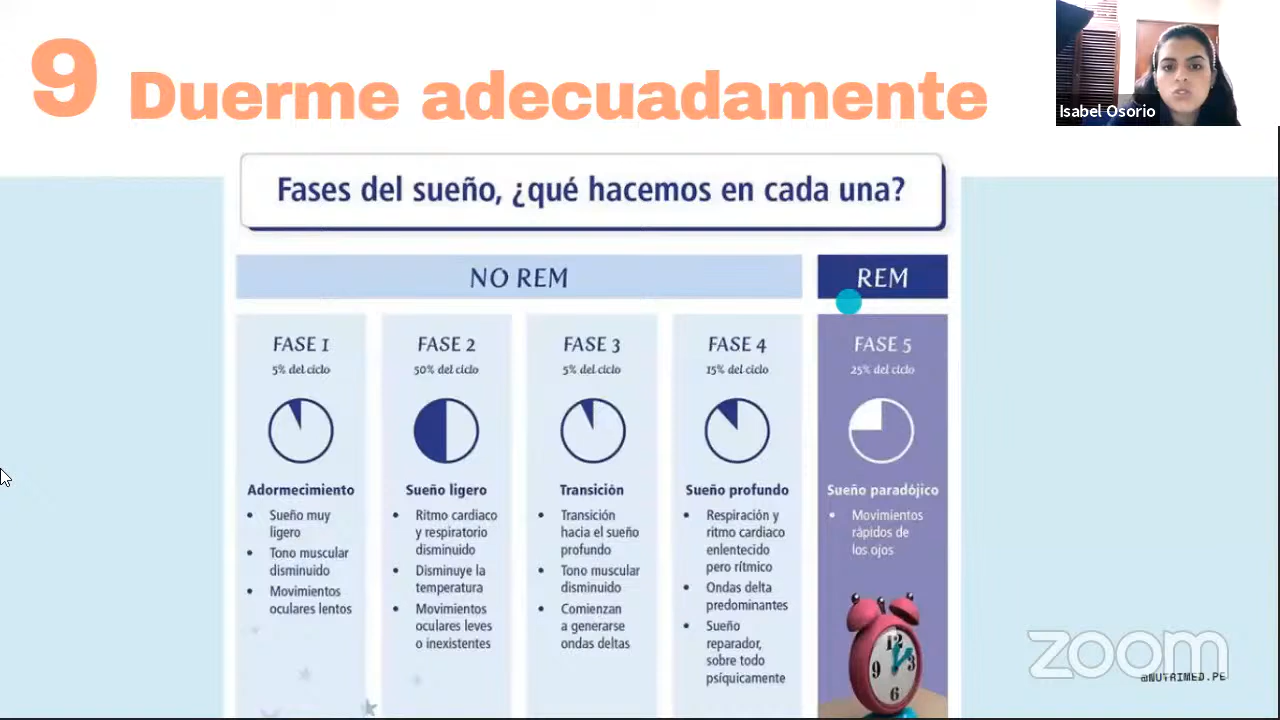 9 Duerme adecuadamente
Isabel Osorio
Fases del sueño, ¿qué hacemos en cada una?
NO REM
REM
FASE 1
5% del ciclo
Adormecimiento
• Sueño muy
ligero
• Tono muscular
disminuido
• Movimientos
oculares lentos
FASE 2
50% del ciclo
Sueño ligero
• Ritmo cardiaco
y respiratorio
disminuido
• Disminuye la
temperatura
• Movimientos
oculares leves
o inexistentes
FASE 3
5% del ciclo
Transición
• Transición
hacia el sueño
profundo
• Tono muscular
disminuido
• Comienzan
a generarse
ondas deltas
FASE 4
15% del ciclo
Sueño profundo
• Respiración y
ritmo cardiaco
enlentecido
pero rítmico
• Ondas delta
predominantes
• Sueño
reparador,
sobre todo
psíquicamente
FASE 5
25% del ciclo
Sueño paradójico
• Movimientos
rápidos de
los ojos
12
9 3
6
zoom
@NUTRIMED.PE